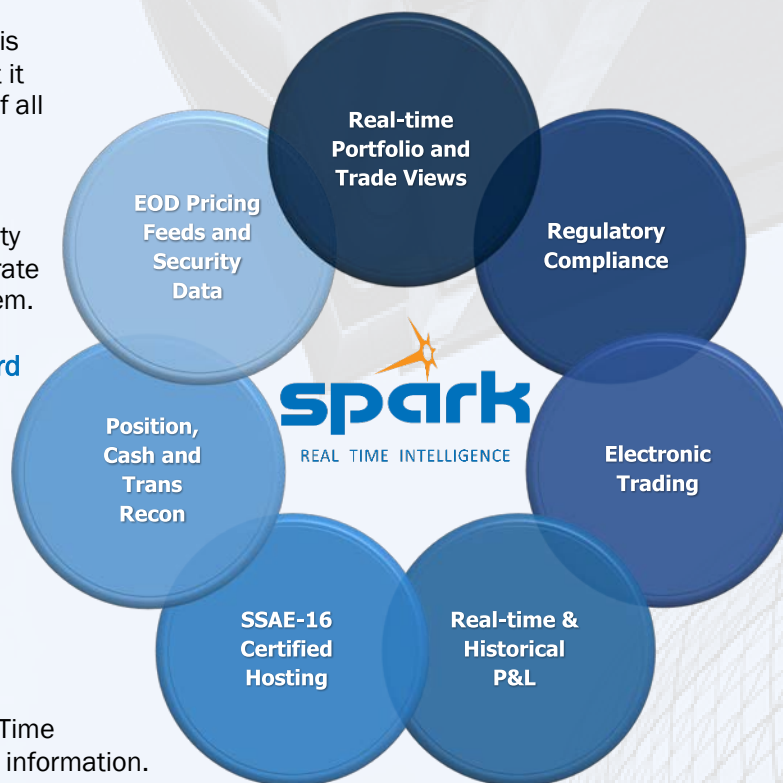 is
it
f all
ty
rate
em.
rd
Time
information.
Real-time
Portfolio and
Trade Views
Regulatory
Compliance
Electronic
Trading
Real-time &
Historical
P&L
SSAE-16
Certified
Hosting
Position,
Cash and
Trans
Recon
EOD Pricing
Feeds and
Security
Data
spark
REAL TIME INTELLIGENCE